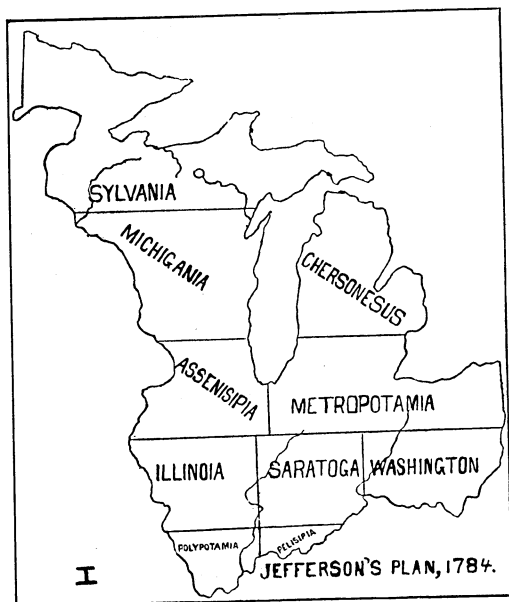 SYLVANIA
MICHIGANIA
CHERSONESUS
ASSENISIPIA
METROPOTAMIA
ILLINOIA
SARATOGA
WASHINGTON
POLYPOTAMIA
PELISIPIA
I
JEFFERSON'S PLAN, 1784.